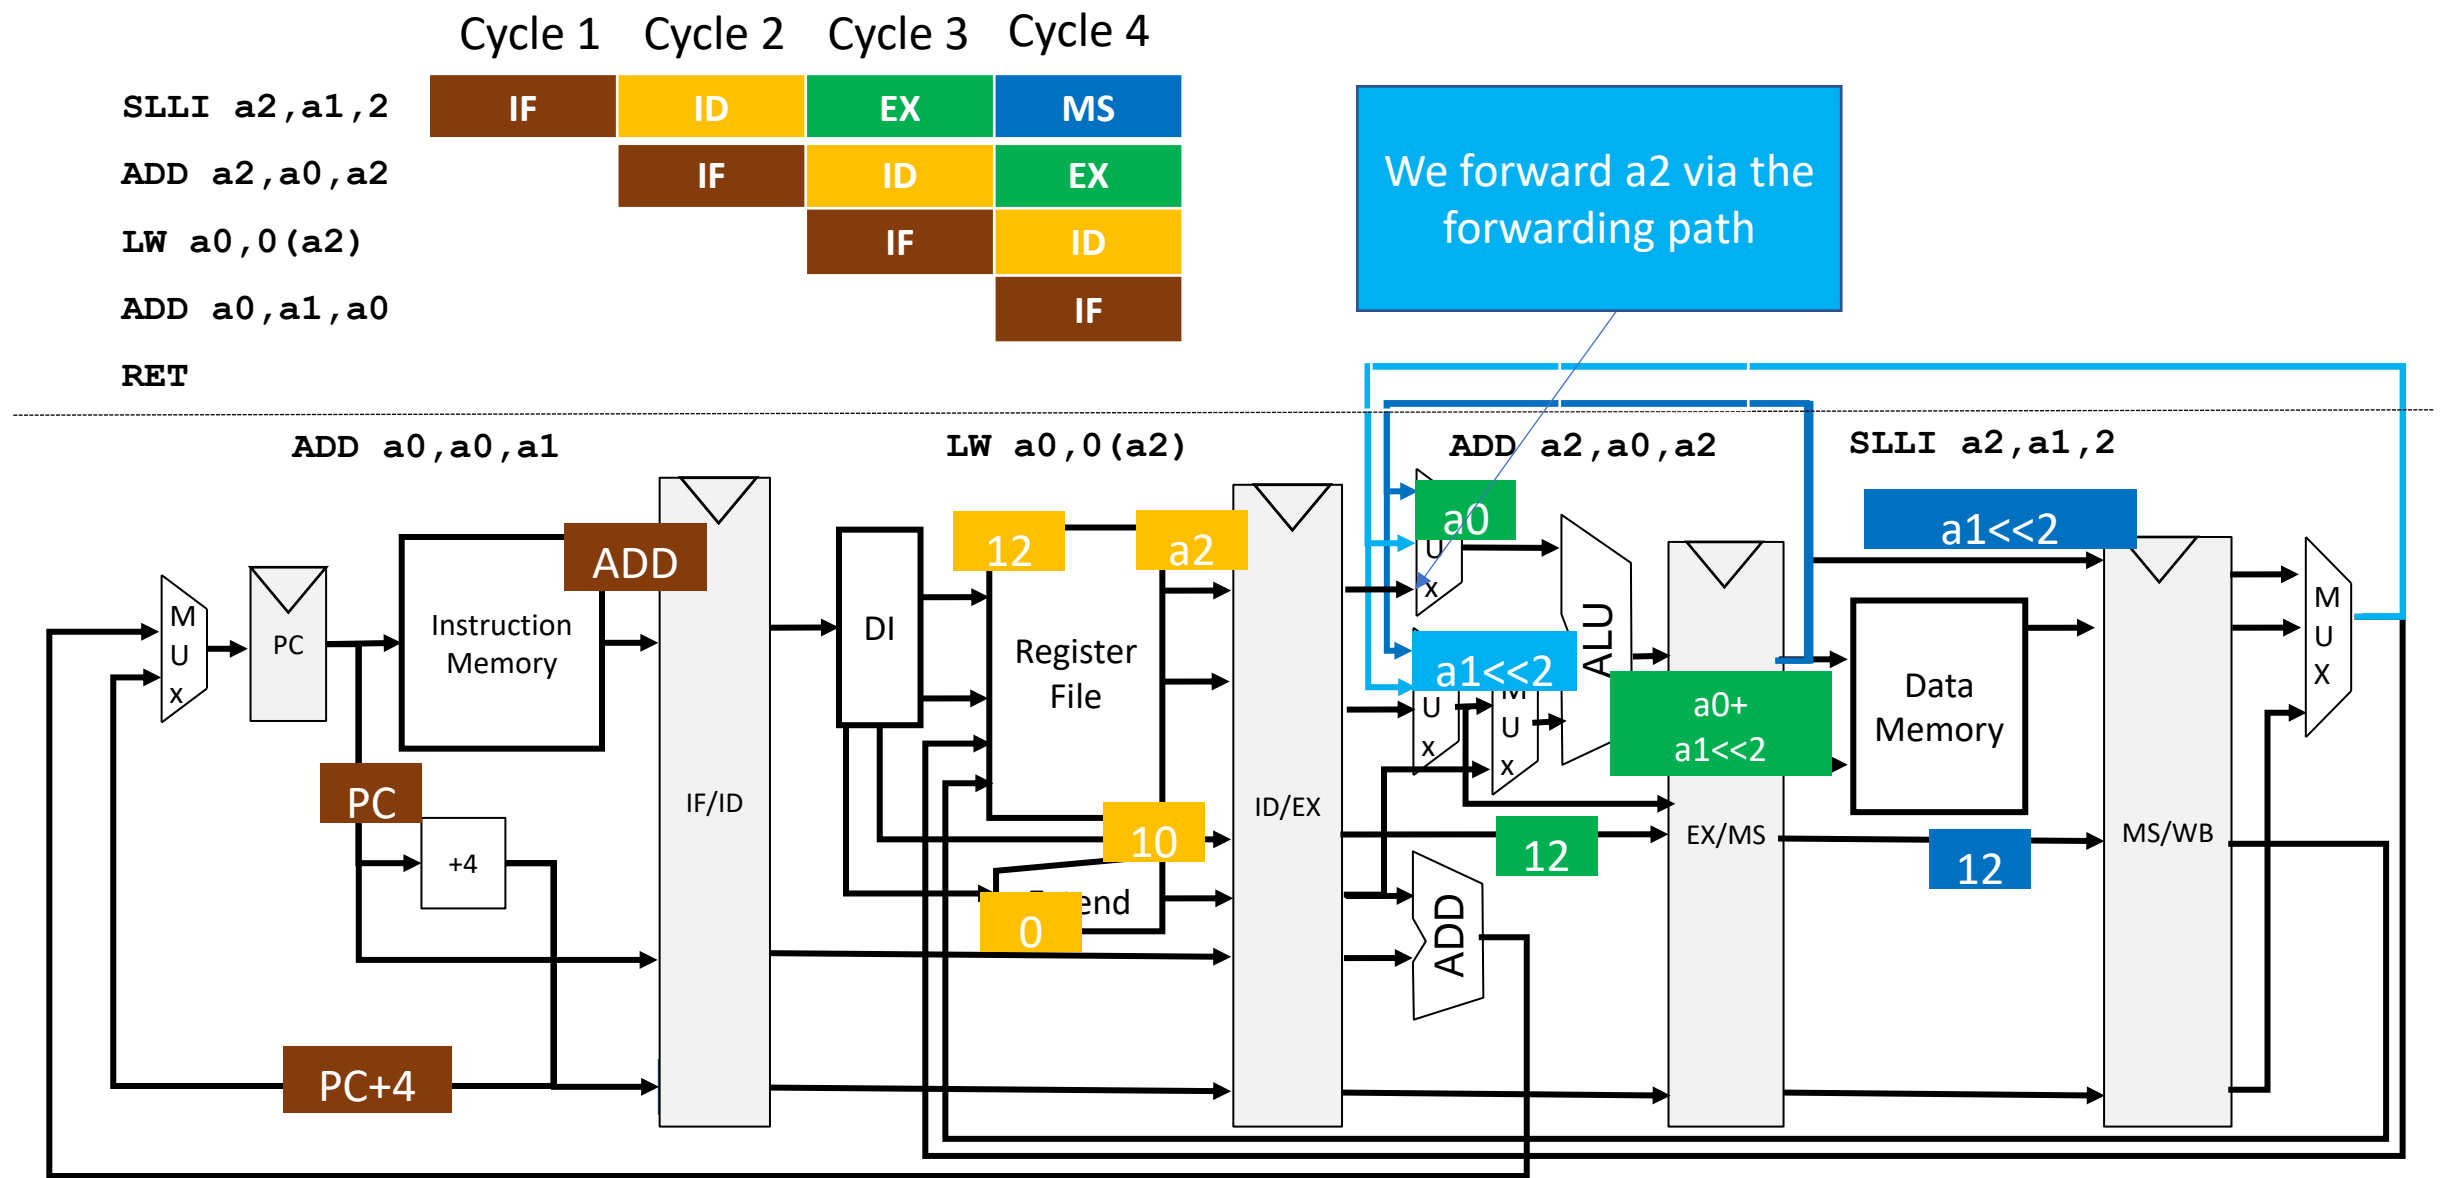 Cycle 1 Cycle 2 Cycle 3 Cycle 4
SLLI a2,a1,2 IF ID EX MS
ADD a2,a0,a2 IF ID EX
LW a0,0(a2) IF ID
ADD a0,a1,a0 IF
RET
We forward a2 via the
forwarding path
ADD a0,a0,a1
LW a0,0(a2)
ADD a2,a0,a2
SLLI a2,a1,2
M
U
x
PC
Instruction
Memory
ADD
PC
+4
PC+4
IF/ID
DI
12
a2
Register
File
10
end
0
ID/EX
a0
U
x
a1<<2
U
x
M
U
x
ALU
a0+
a1<<2
12
ADD
EX/MS
a1<<2
Data
Memory
12
MS/WB
M
U
X